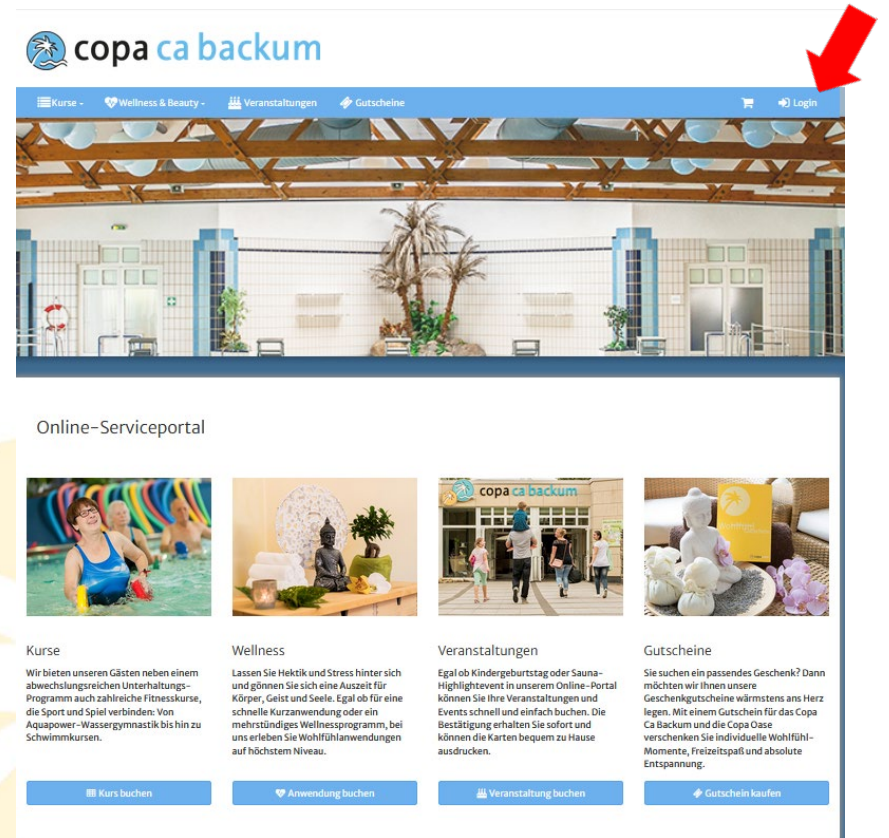 copa ca backum
Kurse -
Wellness & Beauty -
Veranstaltungen
Gutscheine
Login
Online-Serviceportal
copa ca backum
Kurse
Wir bieten unseren Gästen neben einem
abwechslungsreichen Unterhaltungs-
Programm auch zahlreiche Fitnesskurse,
die Sport und Spiel verbinden: Von
Aquapower-Wassergymnastik bis hin zu
Schwimmkursen.
Kurs buchen
Wellness
Lassen Sie Hektik und Stress hinter sich
und gönnen Sie sich eine Auszeit für
Körper, Geist und Seele. Egal ob für eine
schnelle Kurzanwendung oder ein
mehrstündiges Wellnessprogramm, bei
uns erleben Sie Wohlfühlanwendungen
auf höchstem Niveau.
Anwendung buchen
Veranstaltungen
Egal ob Kindergeburtstag oder Sauna-
Highlightevent in unserem Online-Portal
können Sie Ihre Veranstaltungen und
Events schnell und einfach buchen. Die
Bestätigung erhalten Sie sofort und
können die Karten bequem zu Hause
ausdrucken.
Veranstaltung buchen
Gutscheine
Sie suchen ein passendes Geschenk? Dann
möchten wir Ihnen unsere
Geschenkgutscheine wärmstens ans Herz
legen. Mit einem Gutschein für das Copa
Ca Backum und die Copa Oase
verschenken Sie individuelle Wohlfühl-
Momente, Freizeitspaß und absolute
Entspannung.
Gutschein kaufen